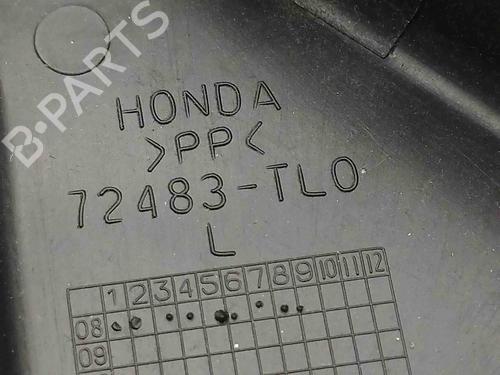 HONDA
>PP<
72483-TL0
L
1 2 3 4 5 6 7 8 9 10 11 12
08
09
B-PARTS